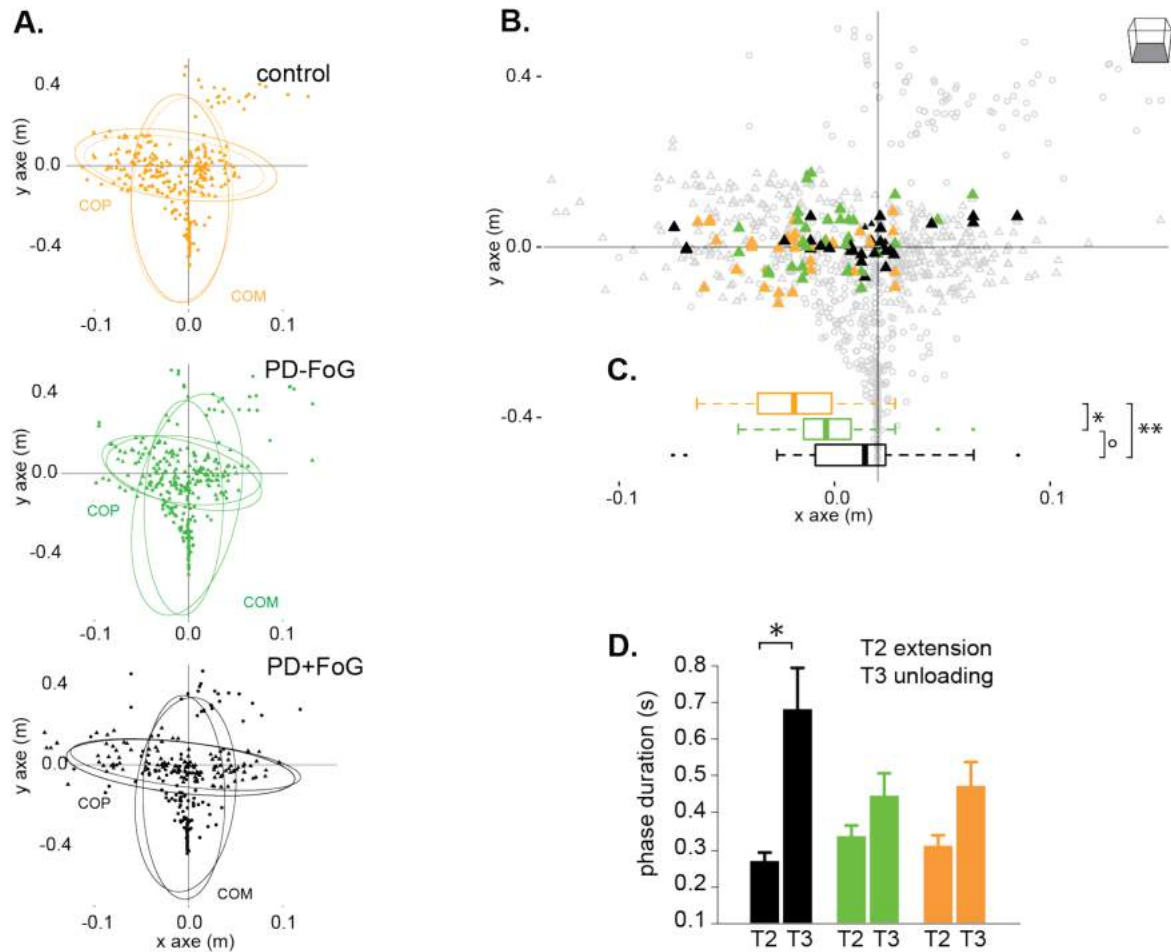 A.
control
0.4
0.0
-0.4
y axe (m)
COP
COM
-0.1 0.0 0.1
PD-FoG
0.4
0.0
-0.4
y axe (m)
COP
COM
-0.1 0.0 0.1
PD+FoG
0.4
0.0
-0.4
y axe (m)
COP
COM
-0.1 0.0 0.1
x axe (m)
B.
0.4
0.0
-0.4
y axe (m)
C.
*
°
**
-0.1 0.0 0.1
x axe (m)
D.
*
T2 extension
T3 unloading
0.8
0.7
0.6
0.5
0.4
0.3
0.2
0.1
phase duration (s)
T2 T3 T2 T3 T2 T3